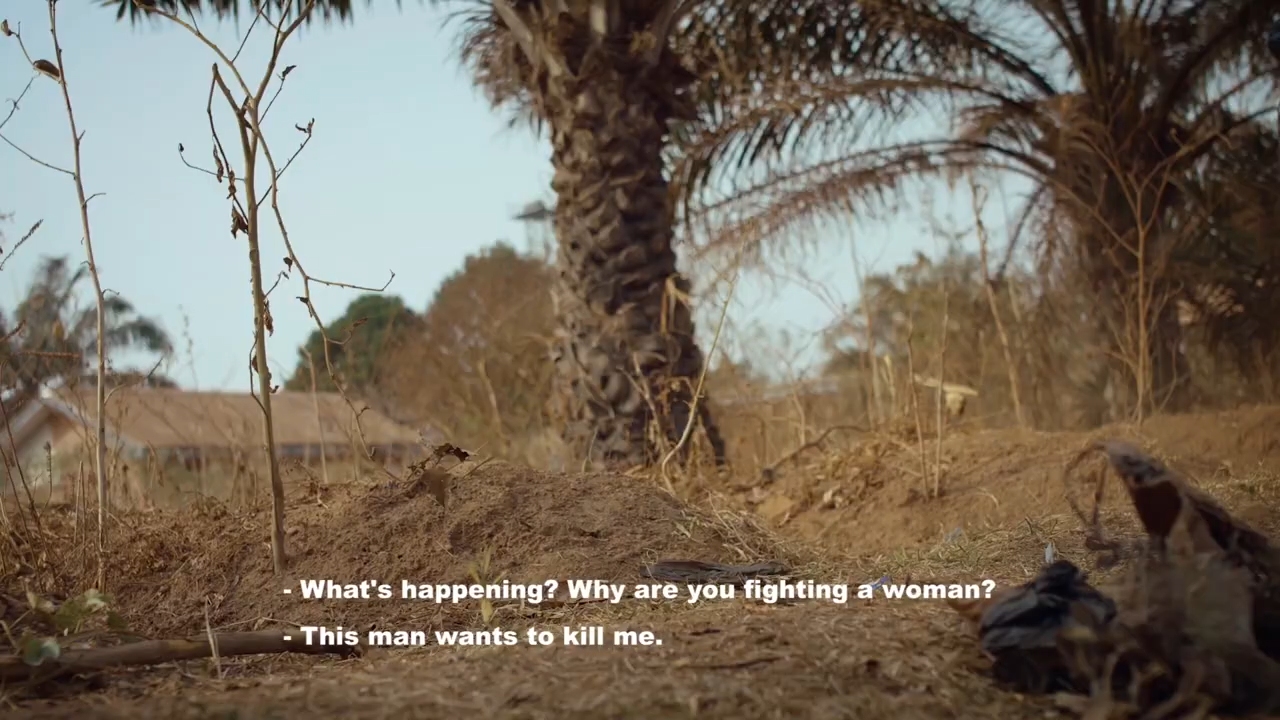 - What's happening? Why are you fighting a woman?
- This man wants to kill me.